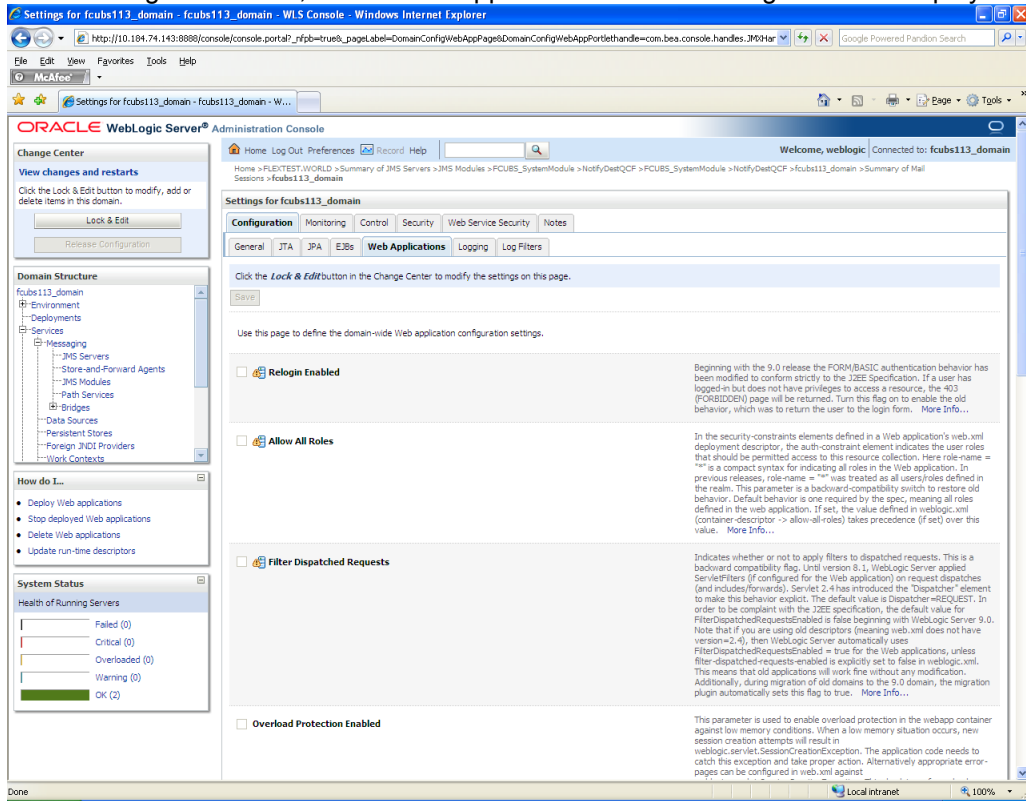 Settings for fcubs113_domain - fcubs113_domain - WLS Console - Windows Internet Explorer
http://10.184.74.143:8888/console/console.portal?_nfpb=true&_pageLabel=DomainConfigWebAppPage&DomainConfigWebAppPortlethandle=com.bea.console.handles.JMXHar
Google Powered Pandion Search
File Edit View Favorites Tools Help
McAfee
Settings for fcubs113_domain - fcubs113_domain - W...
Page Tools
ORACLE WebLogic Server® Administration Console
Change Center
View changes and restarts
Click the Lock & Edit button to modify, add or
delete items in this domain.
Lock & Edit
Release Configuration
Domain Structure
fcubs113_domain
Environment
Deployments
Services
Messaging
JMS Servers
Store-and-Forward Agents
JMS Modules
Path Services
Bridges
Data Sources
Persistent Stores
Foreign JNDI Providers
Work Contexts
How do I...
Deploy Web applications
Stop deployed Web applications
Delete Web applications
Update run-time descriptors
System Status
Health of Running Servers
Failed (0)
Critical (0)
Overloaded (0)
Warning (0)
OK (2)
Home Log Out Preferences Record Help
Welcome, weblogic Connected to: fcubs113_domain
Home >FLEXTEST.WORLD >Summary of JMS Servers >JMS Modules >FCUBS_SystemModule >NotifyDestQCF >FCUBS_SystemModule >NotifyDestQCF >fcubs113_domain >Summary of Mail
Sessions >fcubs113_domain
Settings for fcubs113_domain
Configuration Monitoring Control Security Web Service Security Notes
General JTA JPA EJBs Web Applications Logging Log Filters
Click the Lock & Edit button in the Change Center to modify the settings on this page.
Save
Use this page to define the domain-wide Web application configuration settings.
Relogin Enabled
Beginning with the 9.0 release the FORM/BASIC authentication behavior has
been modified to conform strictly to the J2EE Specification. If a user has
logged-in but does not have privileges to access a resource, the 403
(FORBIDDEN) page will be returned. Turn this flag on to enable the old
behavior, which was to return the user to the login form. More Info...
Allow All Roles
In the security-constraints elements defined in a Web application's web.xml
deployment descriptor, the auth-constraint element indicates the user roles
that should be permitted access to this resource collection. Here role-name =
"*" is a compact syntax for indicating all roles in the Web application. In
previous releases, role-name = "*" was treated as all users/roles defined in
the realm. This parameter is a backward-compatibility switch to restore old
behavior. Default behavior is one required by the spec, meaning all roles
defined in the web application. If set, the value defined in weblogic.xml
(container-descriptor -> allow-all-roles) takes precedence (if set) over this
value. More Info...
Filter Dispatched Requests
Indicates whether or not to apply filters to dispatched requests. This is a
backward compatibility flag. Until version 8.1, WebLogic Server applied
ServletFilters (if configured for the Web application) on request dispatches
(and includes/forwards). Servlet 2.4 has introduced the "Dispatcher" element
to make this behavior explicit. The default value is Dispatcher=REQUEST. In
order to be complaint with the J2EE specification, the default value for
FilterDispatchedRequestsEnabled is false beginning with WebLogic Server 9.0.
Note that if you are using old descriptors (meaning web.xml does not have
version=2.4), then WebLogic Server automatically uses
FilterDispatchedRequestsEnabled = true for the Web applications, unless
filter-dispatched-requests-enabled is explicitly set to false in weblogic.xml.
This means that old applications will work fine without any modification.
Additionally, during migration of old domains to the 9.0 domain, the migration
plugin automatically sets this flag to true. More Info...
Overload Protection Enabled
This parameter is used to enable overload protection in the webapp container
against low memory conditions. When a low memory situation occurs, new
session creation attempts will result in
weblogic.servlet.SessionCreationException. The application code needs to
catch this exception and take proper action. Alternatively appropriate error-
pages can be configured in web.xml against
Done
Local intranet
100%